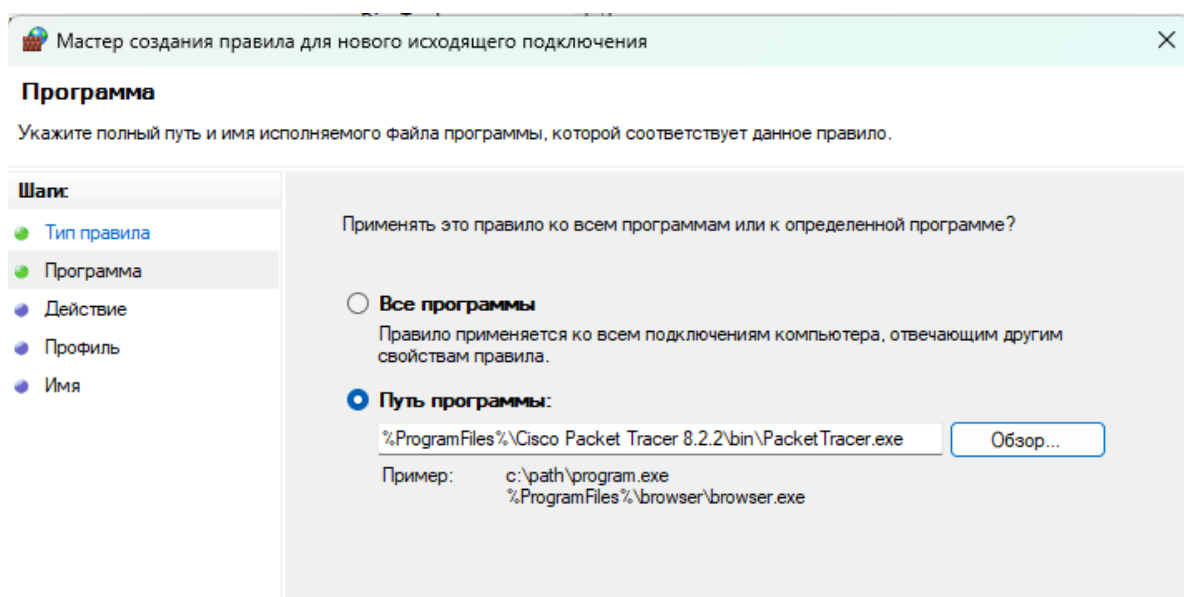 Мастер создания правила для нового исходящего подключения
Программа
Укажите полный путь и имя исполняемого файла программы, которой соответствует данное правило.
Шаги:
Тип правила
Программа
Действие
Профиль
Имя
Применять это правило ко всем программам или к определенной программе?
Все программы
Правило применяется ко всем подключениям компьютера, отвечающим другим
свойствам правила.
Путь программы:
%ProgramFiles%\Cisco Packet Tracer 8.2.2\bin\PacketTracer.exe
Обзор...
Пример: c:\path\program.exe
%ProgramFiles%\browser\browser.exe